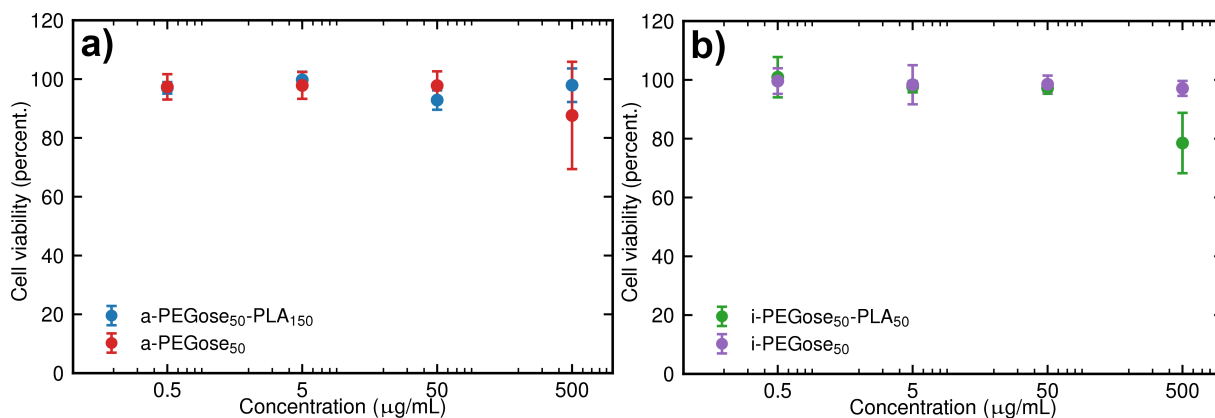 a)
Cell viability (percent.)
120
100
80
60
40
20
0
a-PEGose50-PLA150
a-PEGose50
0.5 5 50 500
Concentration (μg/mL)
b)
Cell viability (percent.)
120
100
80
60
40
20
0
i-PEGose50-PLA50
i-PEGose50
0.5 5 50 500
Concentration (μg/mL)